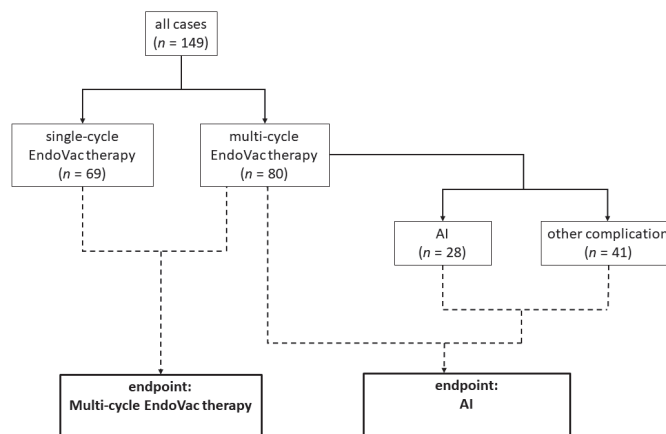 all cases
(n = 149)
single-cycle
EndoVac therapy
(n = 69)
multi-cycle
EndoVac therapy
(n = 80)
AI
(n = 28)
other complication
(n = 41)
endpoint:
Multi-cycle EndoVac therapy
endpoint:
AI